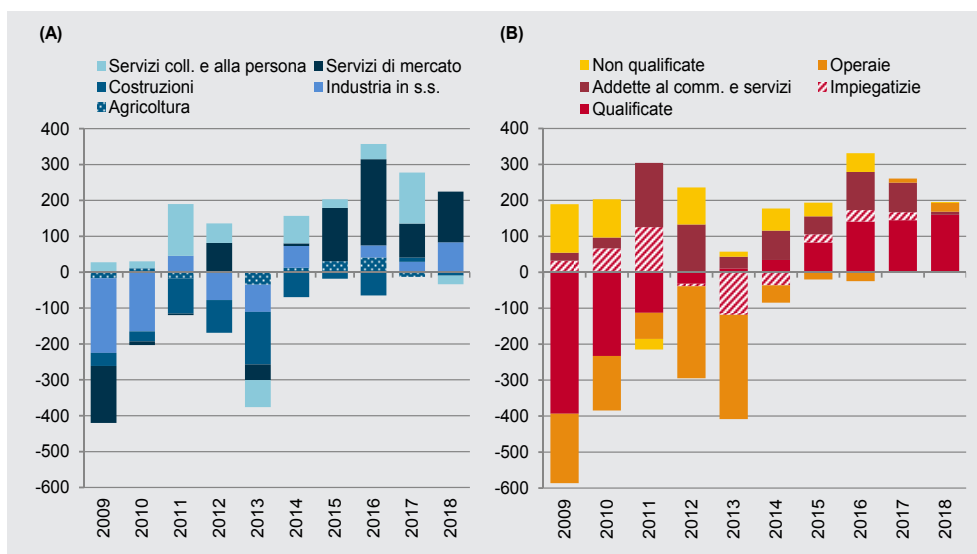 (A)
Servizi coll. e alla persona Servizi di mercato
Costruzioni Industria in s.s.
Agricoltura
400
300
200
100
0
-100
-200
-300
-400
-500
-600
2009 2010 2011 2012 2013 2014 2015 2016 2017 2018
(B)
Non qualificate Operaie
Addette al comm. e servizi Impiegatizie
Qualificate
400
300
200
100
0
-100
-200
-300
-400
-500
-600
2009 2010 2011 2012 2013 2014 2015 2016 2017 2018